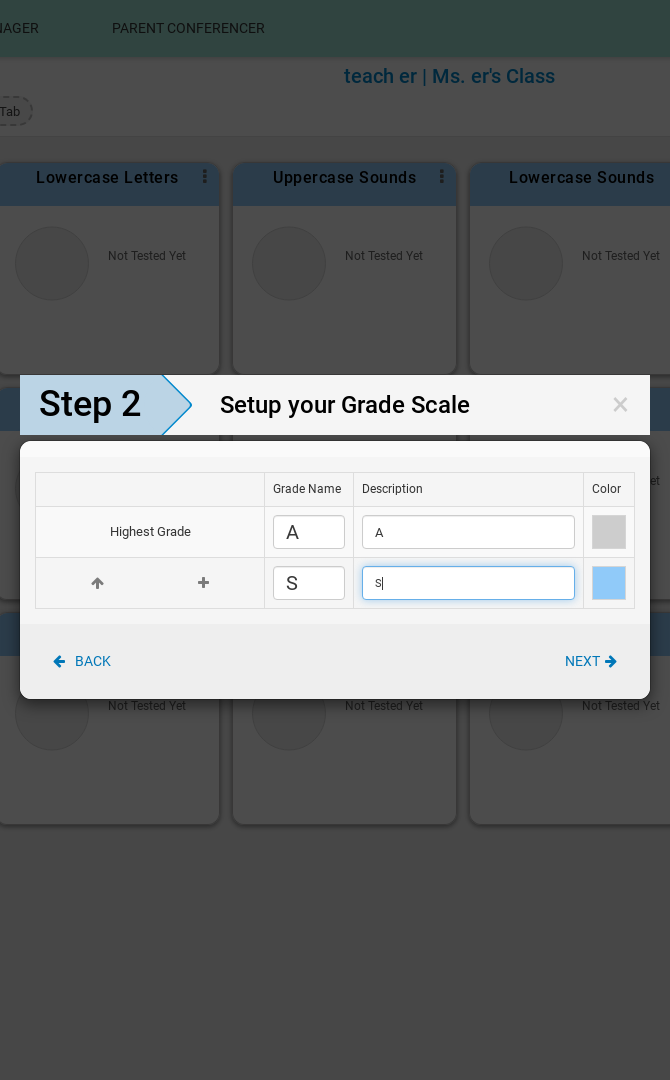 NAGER PARENT CONFERENCER
teach er | Ms. er's Class
Tab
Lowercase Letters Uppercase Sounds Lowercase Sounds
Not Tested Yet Not Tested Yet Not Tested Yet
Step 2 Setup your Grade Scale ×
Grade Name Description Color
Highest Grade A A
S S
BACK NEXT
Not Tested Yet Not Tested Yet Not Tested Yet